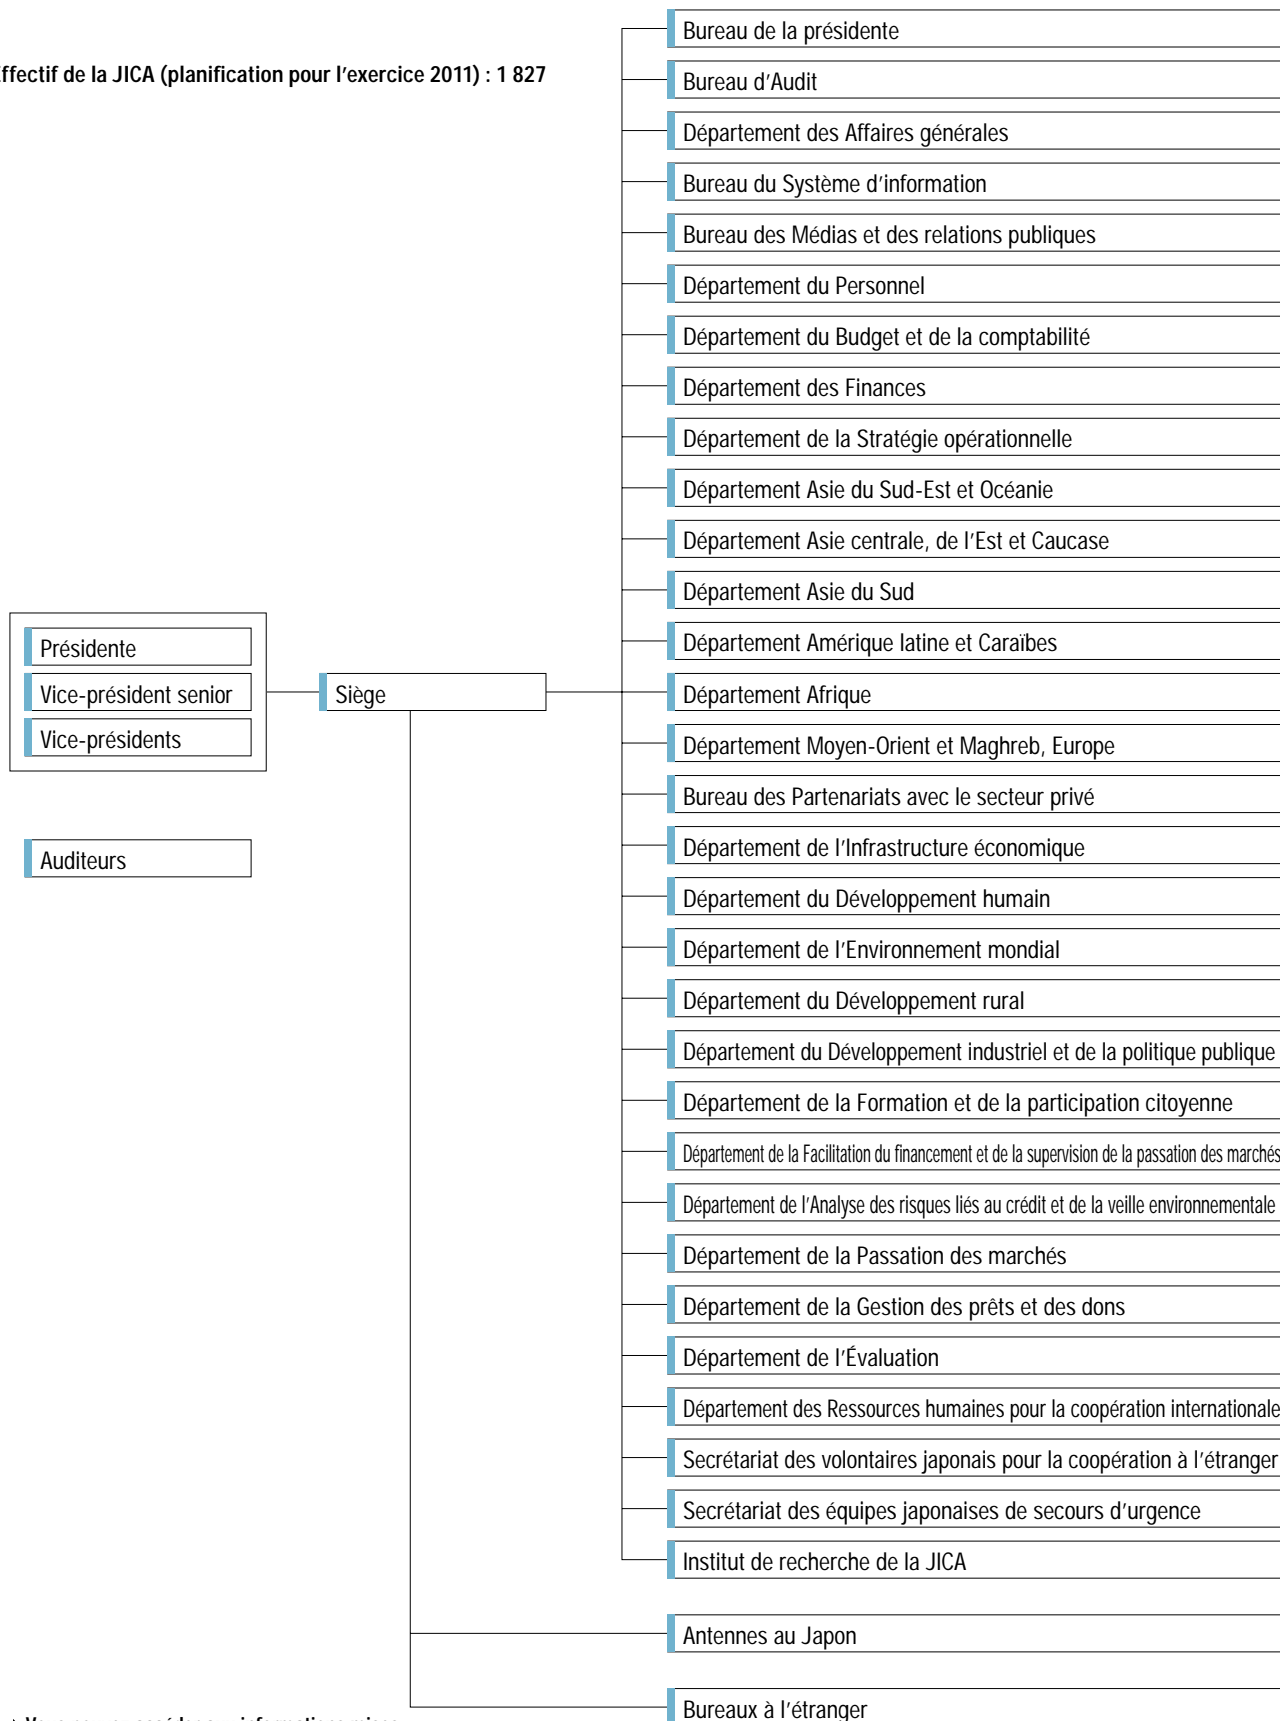 ffectif de la JICA (planification pour l'exercice 2011) : 1 827
Bureau de la présidente
Bureau d'Audit
Département des Affaires générales
Bureau du Système d'information
Bureau des Médias et des relations publiques
Département du Personnel
Département du Budget et de la comptabilité
Département des Finances
Département de la Stratégie opérationnelle
Département Asie du Sud-Est et Océanie
Département Asie centrale, de l'Est et Caucase
Département Asie du Sud
Département Amérique latine et Caraïbes
Département Afrique
Département Moyen-Orient et Maghreb, Europe
Bureau des Partenariats avec le secteur privé
Département de l'Infrastructure économique
Département du Développement humain
Département de l'Environnement mondial
Département du Développement rural
Département du Développement industriel et de la politique publique
Département de la Formation et de la participation citoyenne
Département de la Facilitation du financement et de la supervision de la passation des marchés
Département de l'Analyse des risques liés au crédit et de la veille environnementale
Département de la Passation des marchés
Département de la Gestion des prêts et des dons
Département de l'Évaluation
Département des Ressources humaines pour la coopération internationale
Secrétariat des volontaires japonais pour la coopération à l'étranger
Secrétariat des équipes japonaises de secours d'urgence
Institut de recherche de la JICA
Antennes au Japon
Bureaux à l'étranger
Présidente
Vice-président senior
Vice-présidents
Siège
Auditeurs